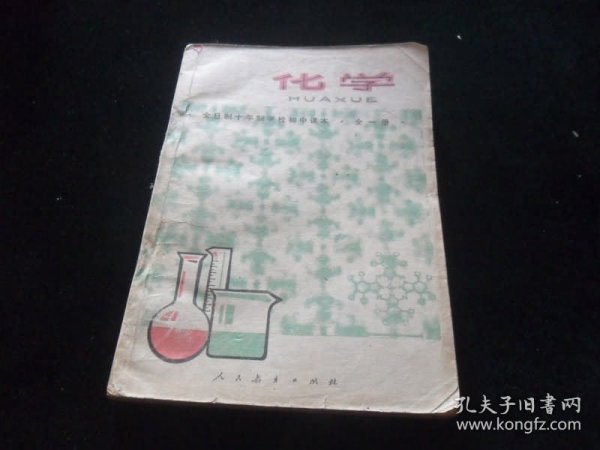 化学
HUAXUE
全日制十年制学校初中课本 · 全一册 ·
人民教育出版社
孔夫子旧书网
www.kongfz.com